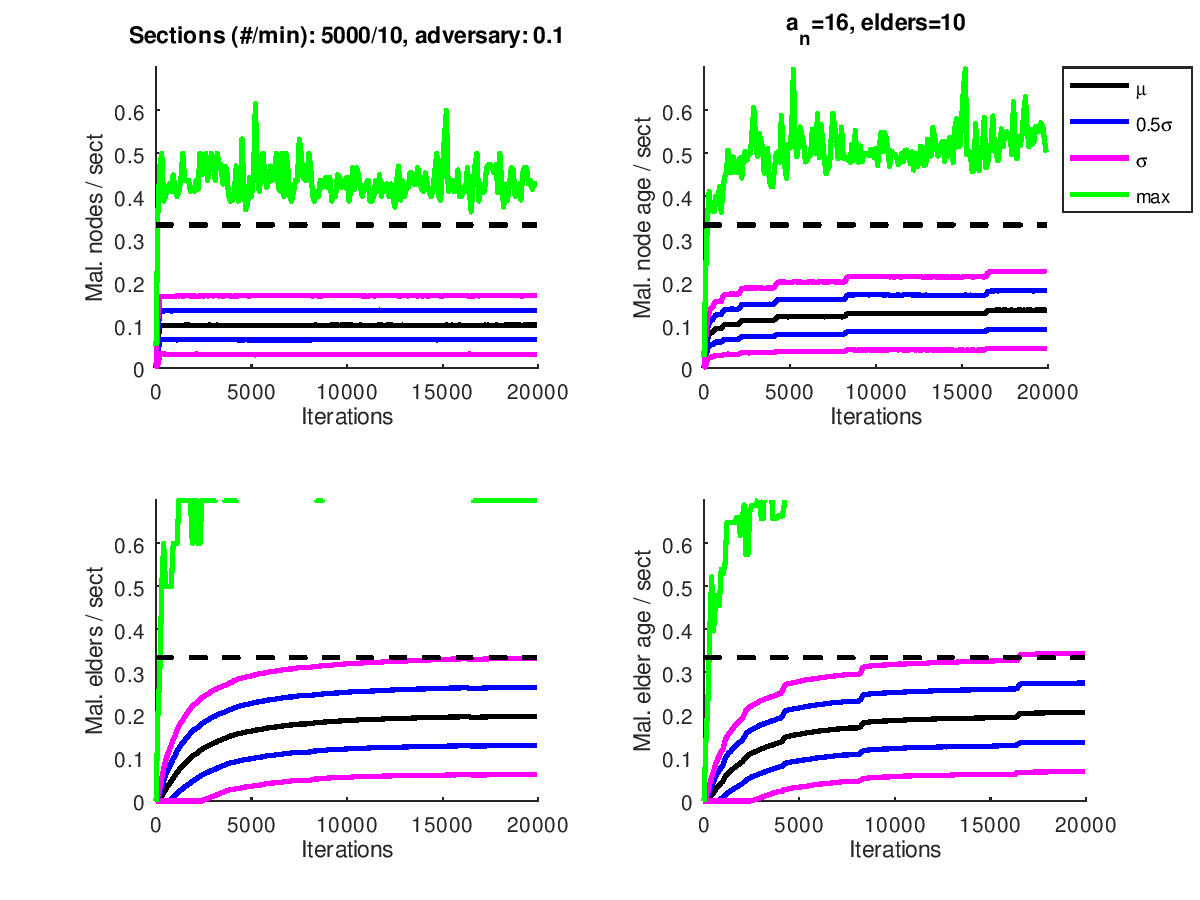 Sections (#/min): 5000/10, adversary: 0.1
Mal. nodes / sect
0.6
0.5
0.4
0.3
0.2
0.1
0
0 5000 10000 15000 20000
Iterations
a_n=16, elders=10
Mal. node age / sect
0.6
0.5
0.4
0.3
0.2
0.1
0
0 5000 10000 15000 20000
Iterations
μ
0.5σ
σ
max
Mal. elders / sect
0.6
0.5
0.4
0.3
0.2
0.1
0
0 5000 10000 15000 20000
Iterations
Mal. elder age / sect
0.6
0.5
0.4
0.3
0.2
0.1
0
0 5000 10000 15000 20000
Iterations